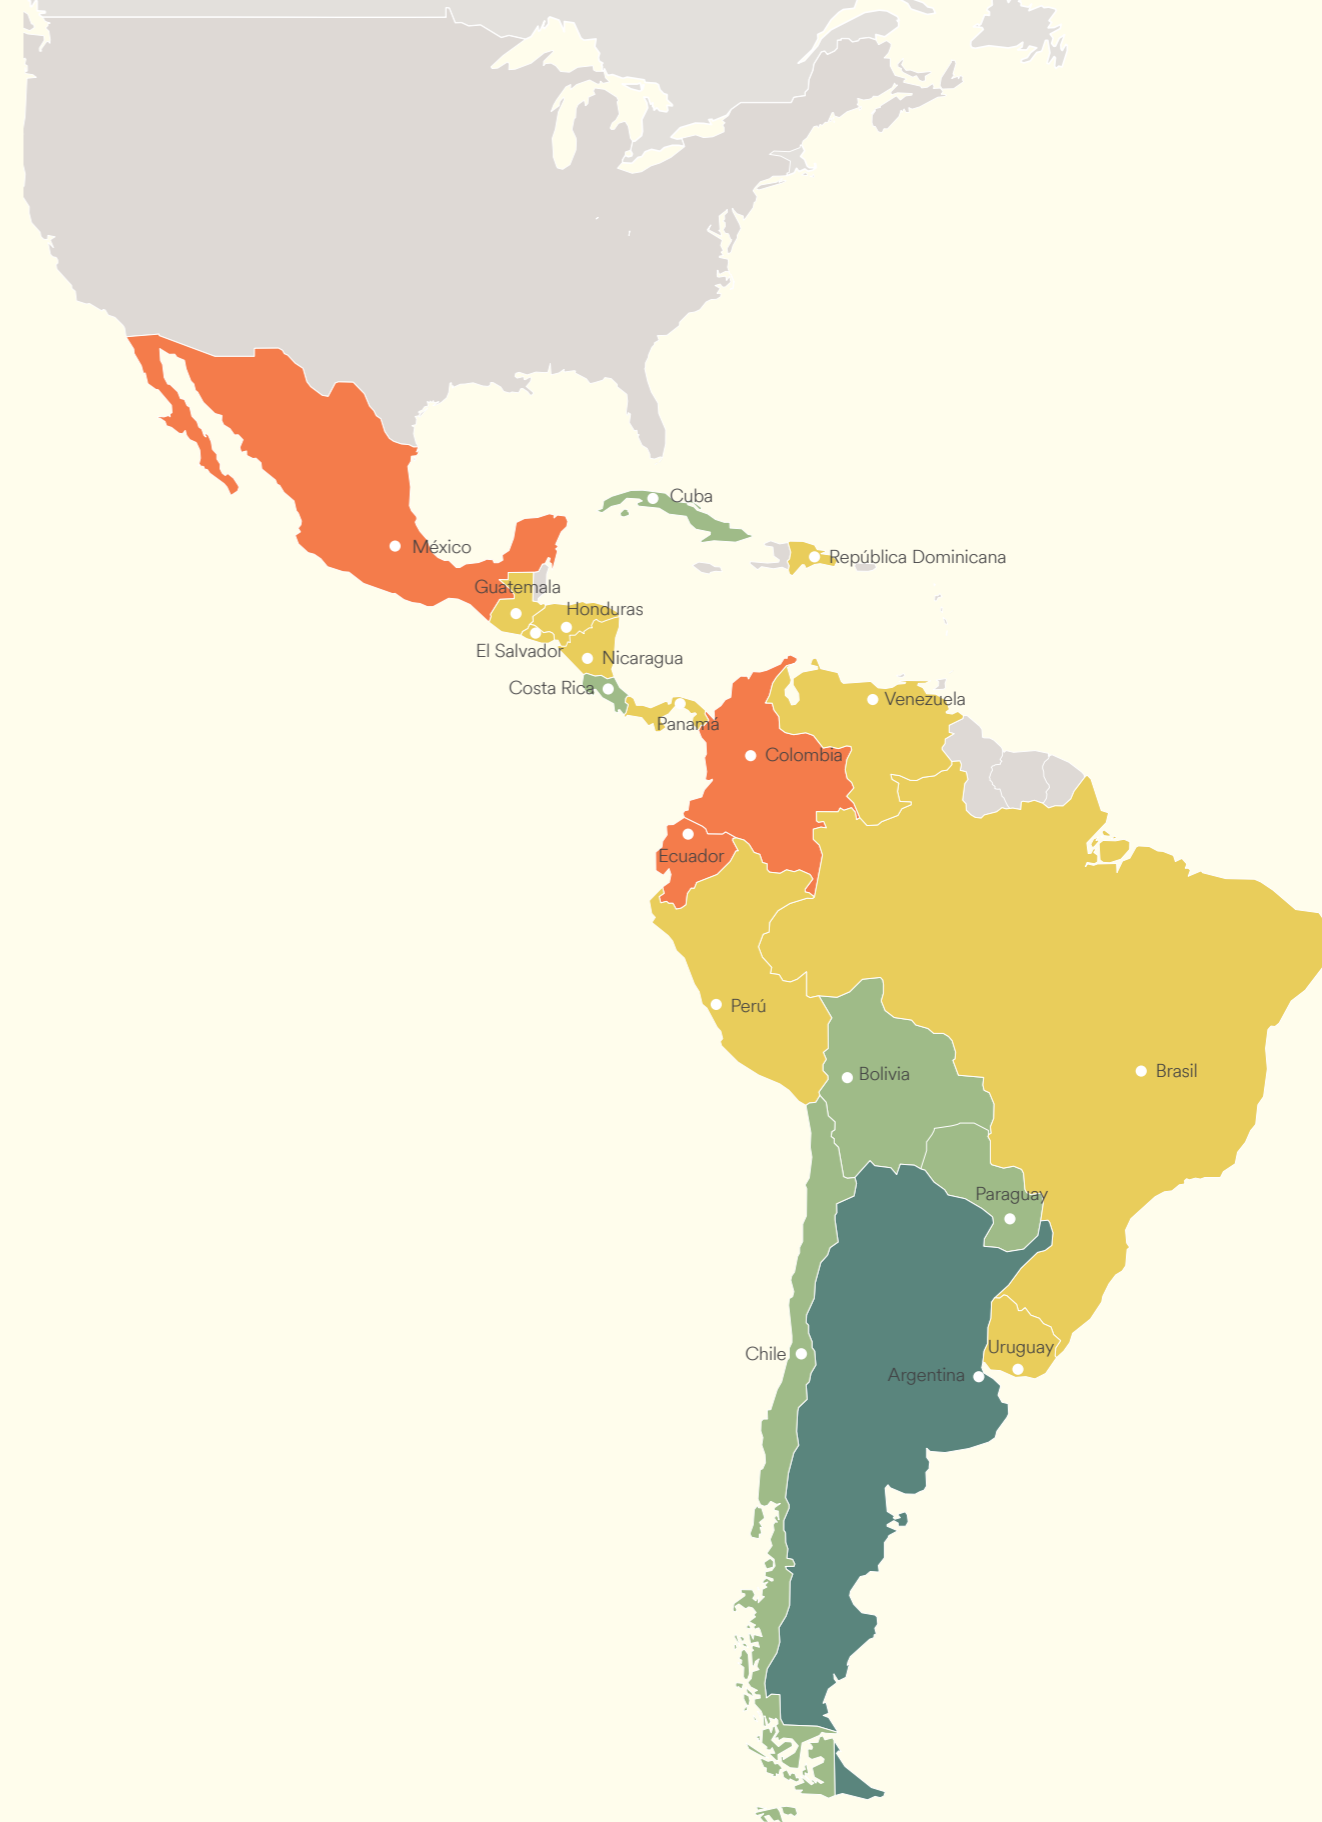 Cuba
México
República Dominicana
Guatemala
Honduras
El Salvador
Nicaragua
Costa Rica
Venezuela
Panamá
Colombia
Ecuador
Perú
Brasil
Bolivia
Paraguay
Uruguay
Chile
Argentina